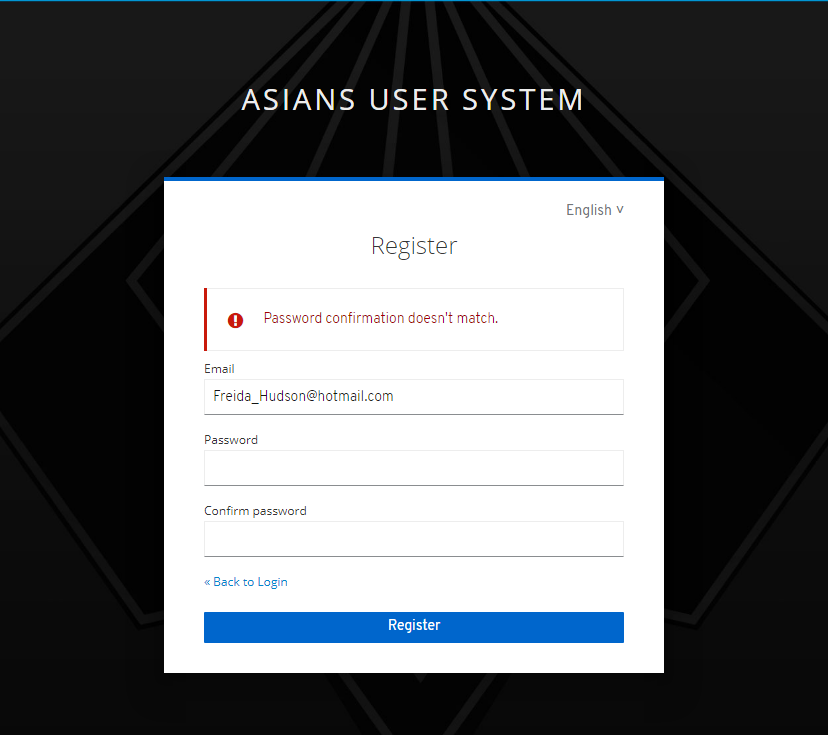 ASIANS USER SYSTEM
English v
Register
Password confirmation doesn't match.
Email
Freida_Hudson@hotmail.com
Password
Confirm password
« Back to Login
Register